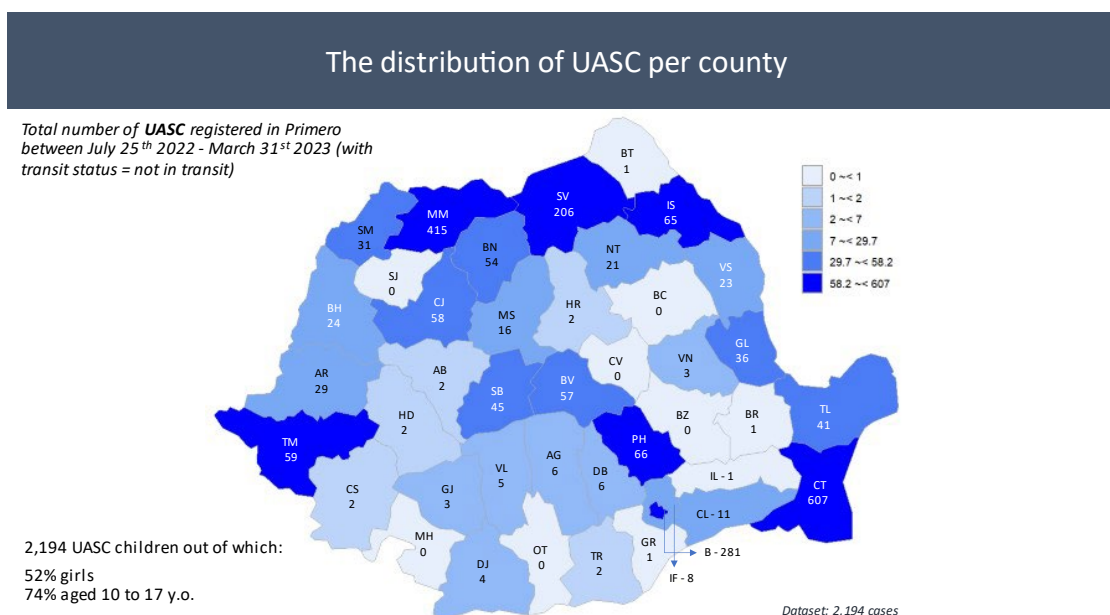 The distribution of UASC per county
Total number of UASC registered in Primero
between July 25th 2022 - March 31st 2023 (with
transit status = not in transit)
BT
1
0 ~< 1
1 ~< 2
2 ~< 7
7 ~< 29.7
29.7 ~< 58.2
58.2 ~< 607
SV
206
IS
65
MM
415
SM
31
BN
54
NT
21
VS
23
SJ
0
BH
24
CJ
58
MS
16
HR
2
BC
0
GL
36
VN
3
CV
0
AR
29
AB
2
SB
45
BV
57
HD
2
BZ
0
BR
1
TL
41
TM
59
PH
66
VL
5
AG
6
DB
6
IL - 1
CT
607
CS
2
GJ
3
CL - 11
MH
0
OT
0
TR
2
GR
1
B - 281
DJ
4
IF - 8
2,194 UASC children out of which:
52% girls
74% aged 10 to 17 y.o.
Dataset: 2,194 cases